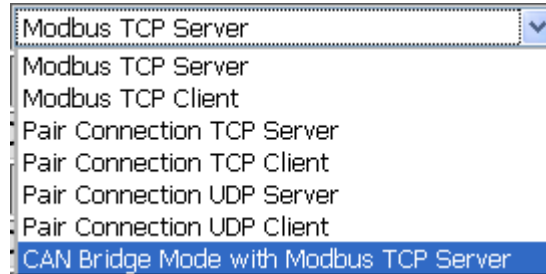 Modbus TCP Server
Modbus TCP Server
Modbus TCP Client
Pair Connection TCP Server
Pair Connection TCP Client
Pair Connection UDP Server
Pair Connection UDP Client
CAN Bridge Mode with Modbus TCP Server